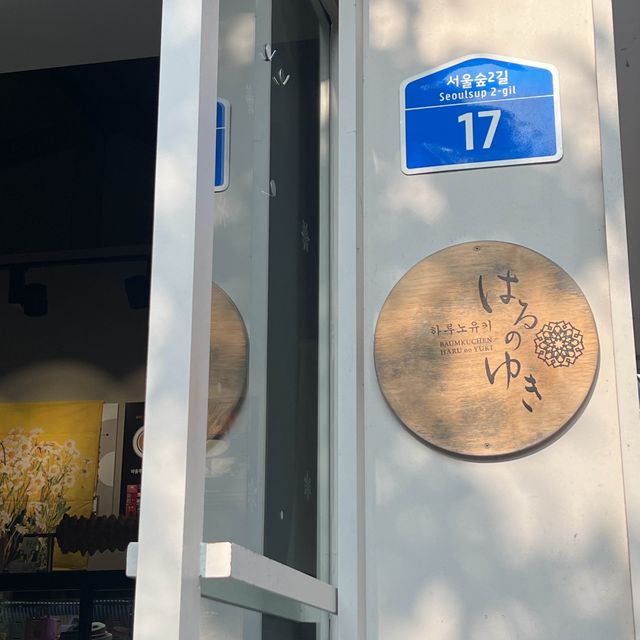 서울숲2길
Seoulsup 2-gil
17
はるのゆき
하루노유키
BAUMKUCHEN
HARU no YUKI